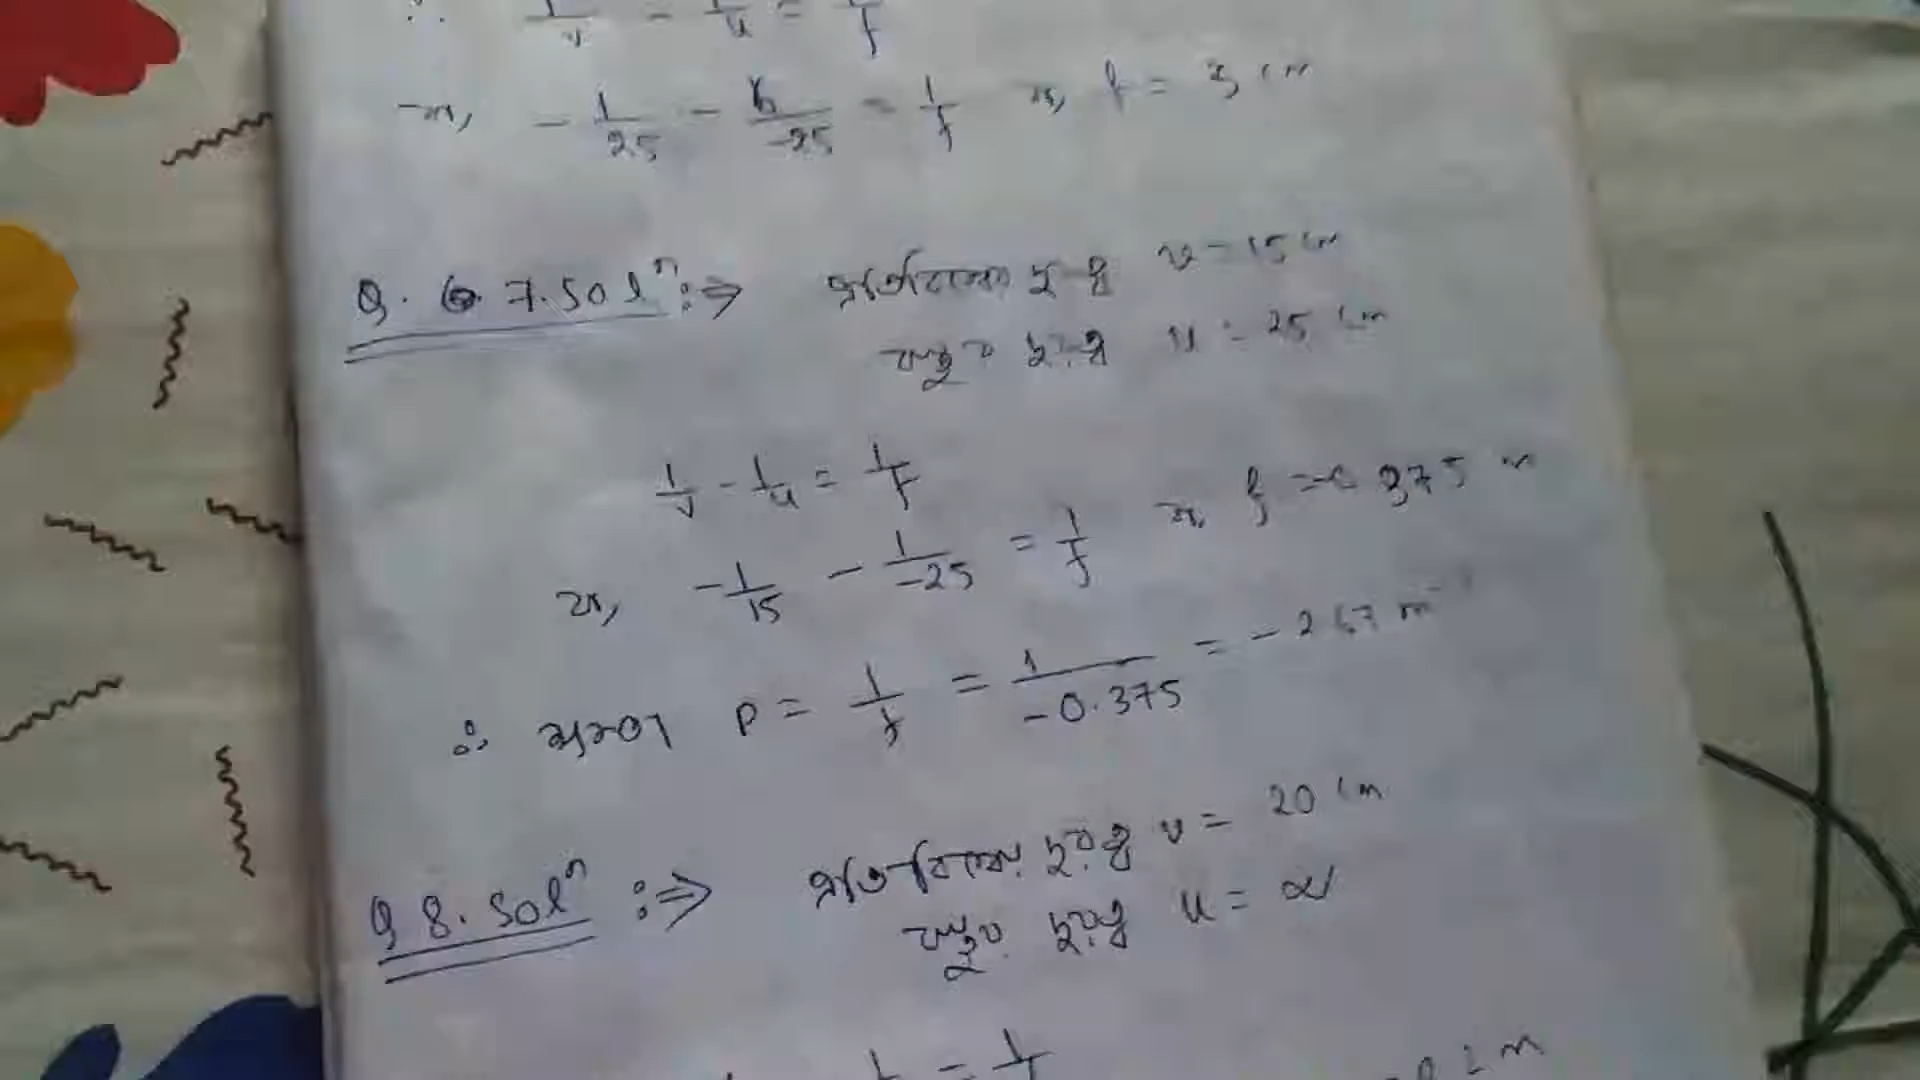 ∴ 1/v - 1/u = 1/f
বা, - 1/25 - 6/-25 = 1/f বা, f = 5 cm
Q. 7. Solⁿ :⇒ প্রতিবিম্বের দূরত্ব v = 15 cm
বস্তুর দূরত্ব u = 25 cm
1/v - 1/u = 1/f
বা, - 1/15 - 1/-25 = 1/f বা, f = 375 m
∴ ক্ষমতা P = 1/f = 1/-0.375 = - 2.67 m⁻¹
Q 8. Solⁿ :⇒ প্রতিবিম্বের দূরত্ব v = 20 cm
বস্তুর দূরত্ব u = ∝